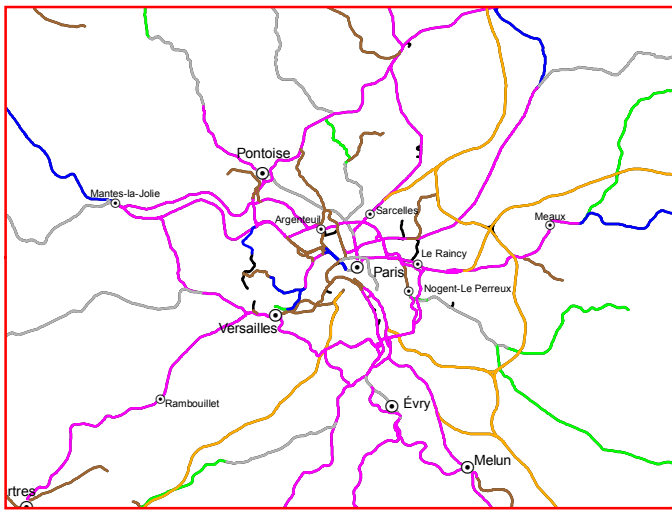 Pontoise
Mantes-la-Jolie
Sarcelles
Argenteuil
Meaux
Le Raincy
Paris
Nogent-Le Perreux
Versailles
Rambouillet
Évry
Melun
rtres